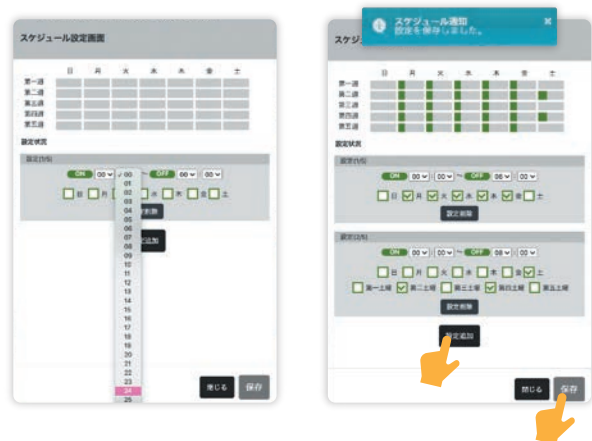 スケジュール設定画面
日 月 火 水 木 金 土
第一週
第二週
第三週
第四週
第五週
設定状況
設定(1/5)
ON 00 00 ~ OFF 00 00
00
01
02
03
04
05
06
07
08
09
10
11
12
13
14
15
16
17
18
19
20
21
22
23
24
25
日 月 水 木 金 土
閉じる 保存
スケジュール通知
設定を保存しました。
スケジ
日 月 火 水 木 金 土
第一週
第二週
第三週
第四週
第五週
設定状況
設定(1/5)
ON 00 : 00 ~ OFF 06 : 00
日 月 火 水 木 金 土
設定削除
設定(2/5)
ON 00 : 00 ~ OFF 08 : 00
日 月 火 水 木 金 土
第一土曜 第二土曜 第三土曜 第四土曜 第五土曜
設定削除
設定追加
閉じる 保存